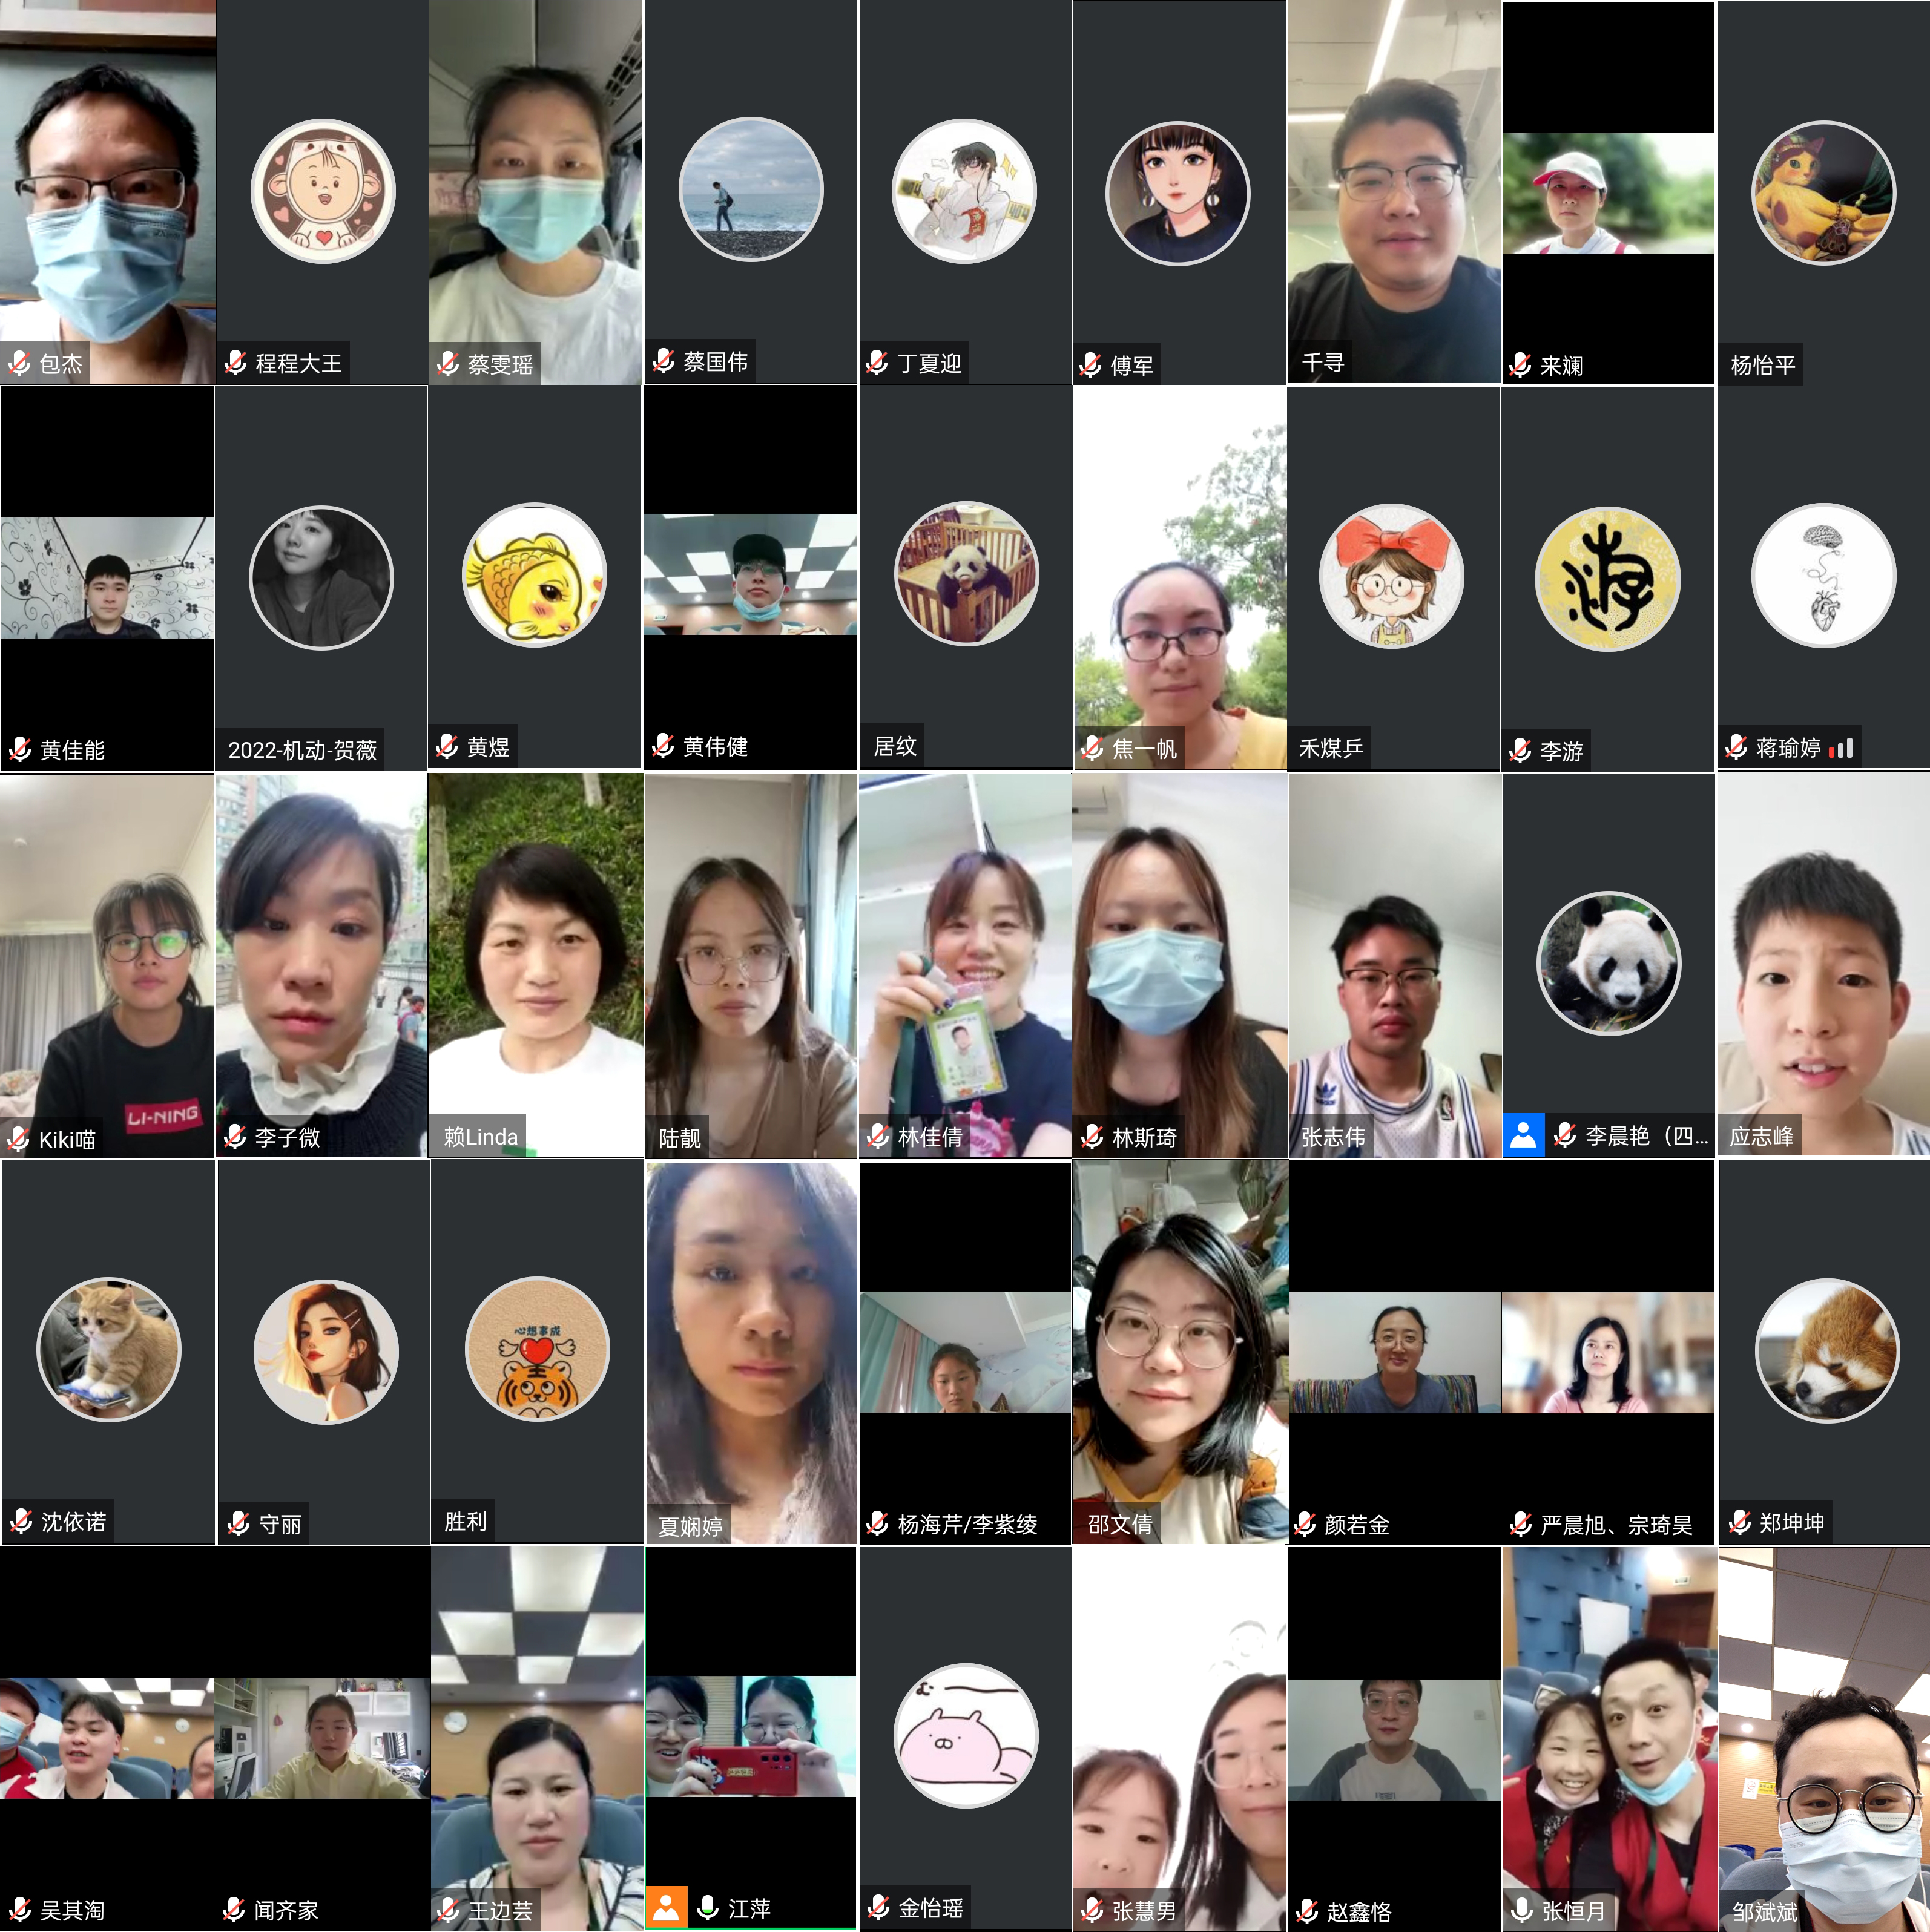 包杰
程程大王
蔡雯瑶
蔡国伟
丁夏迎
傅军
千寻
来斓
杨怡平
黄佳能
2022-机动-贺薇
黄煜
黄伟健
居纹
焦一帆
禾煤乒
游
李游
蒋瑜婷
LI-NING
Kiki喵
李子微
赖Linda
陆靓
林佳倩
林斯琦
张志伟
李晨艳（四...
应志峰
沈依诺
守丽
心想事成
胜利
夏娴婷
杨海芹/李紫绫
邵文倩
颜若金
严晨旭、宗琦昊
郑坤坤
吴其淘
闻齐家
王边芸
江萍
金怡瑶
张慧男
赵鑫恪
张恒月
邹斌斌